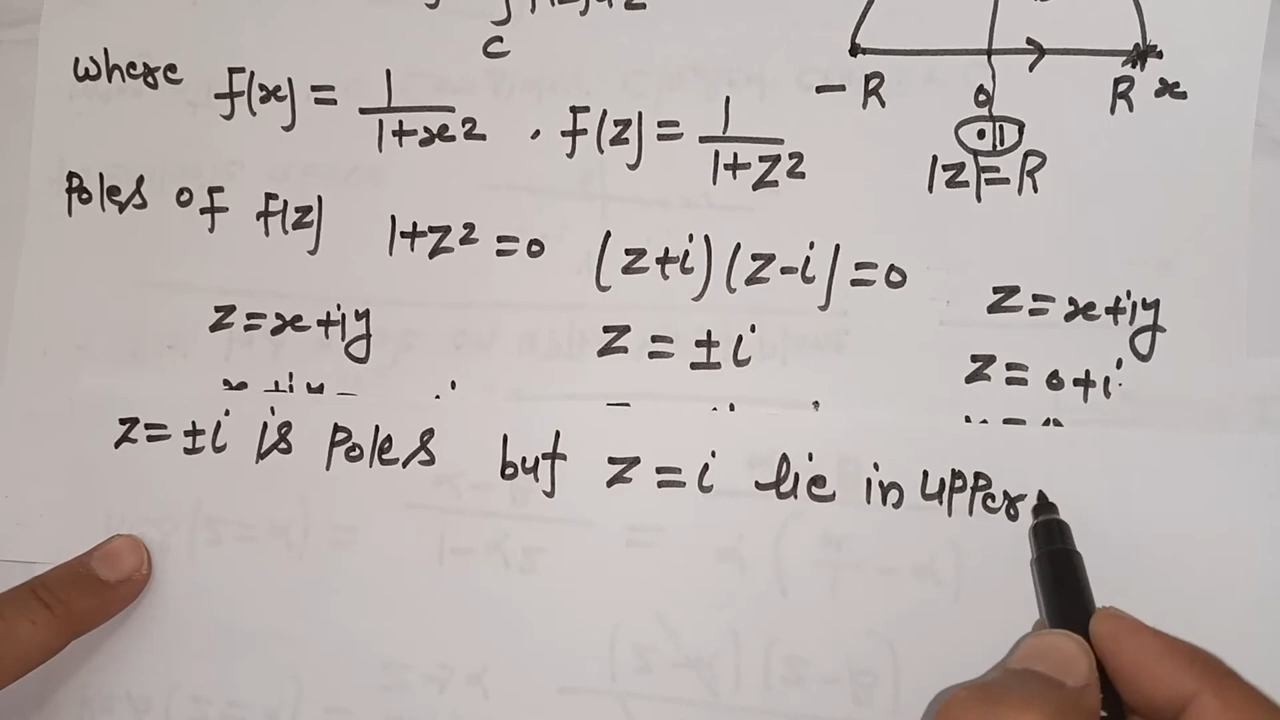 C
where f(x) = 1/1+x2 . f(z) = 1/1+z2
-R 0 R x
|z|=R
Poles of f(z) 1+z2 =0 (z+i)(z-i)=0
z=x+iy z = ±i z=x+iy
z= 0+i
z=±i is Poles but z=i lie in upper